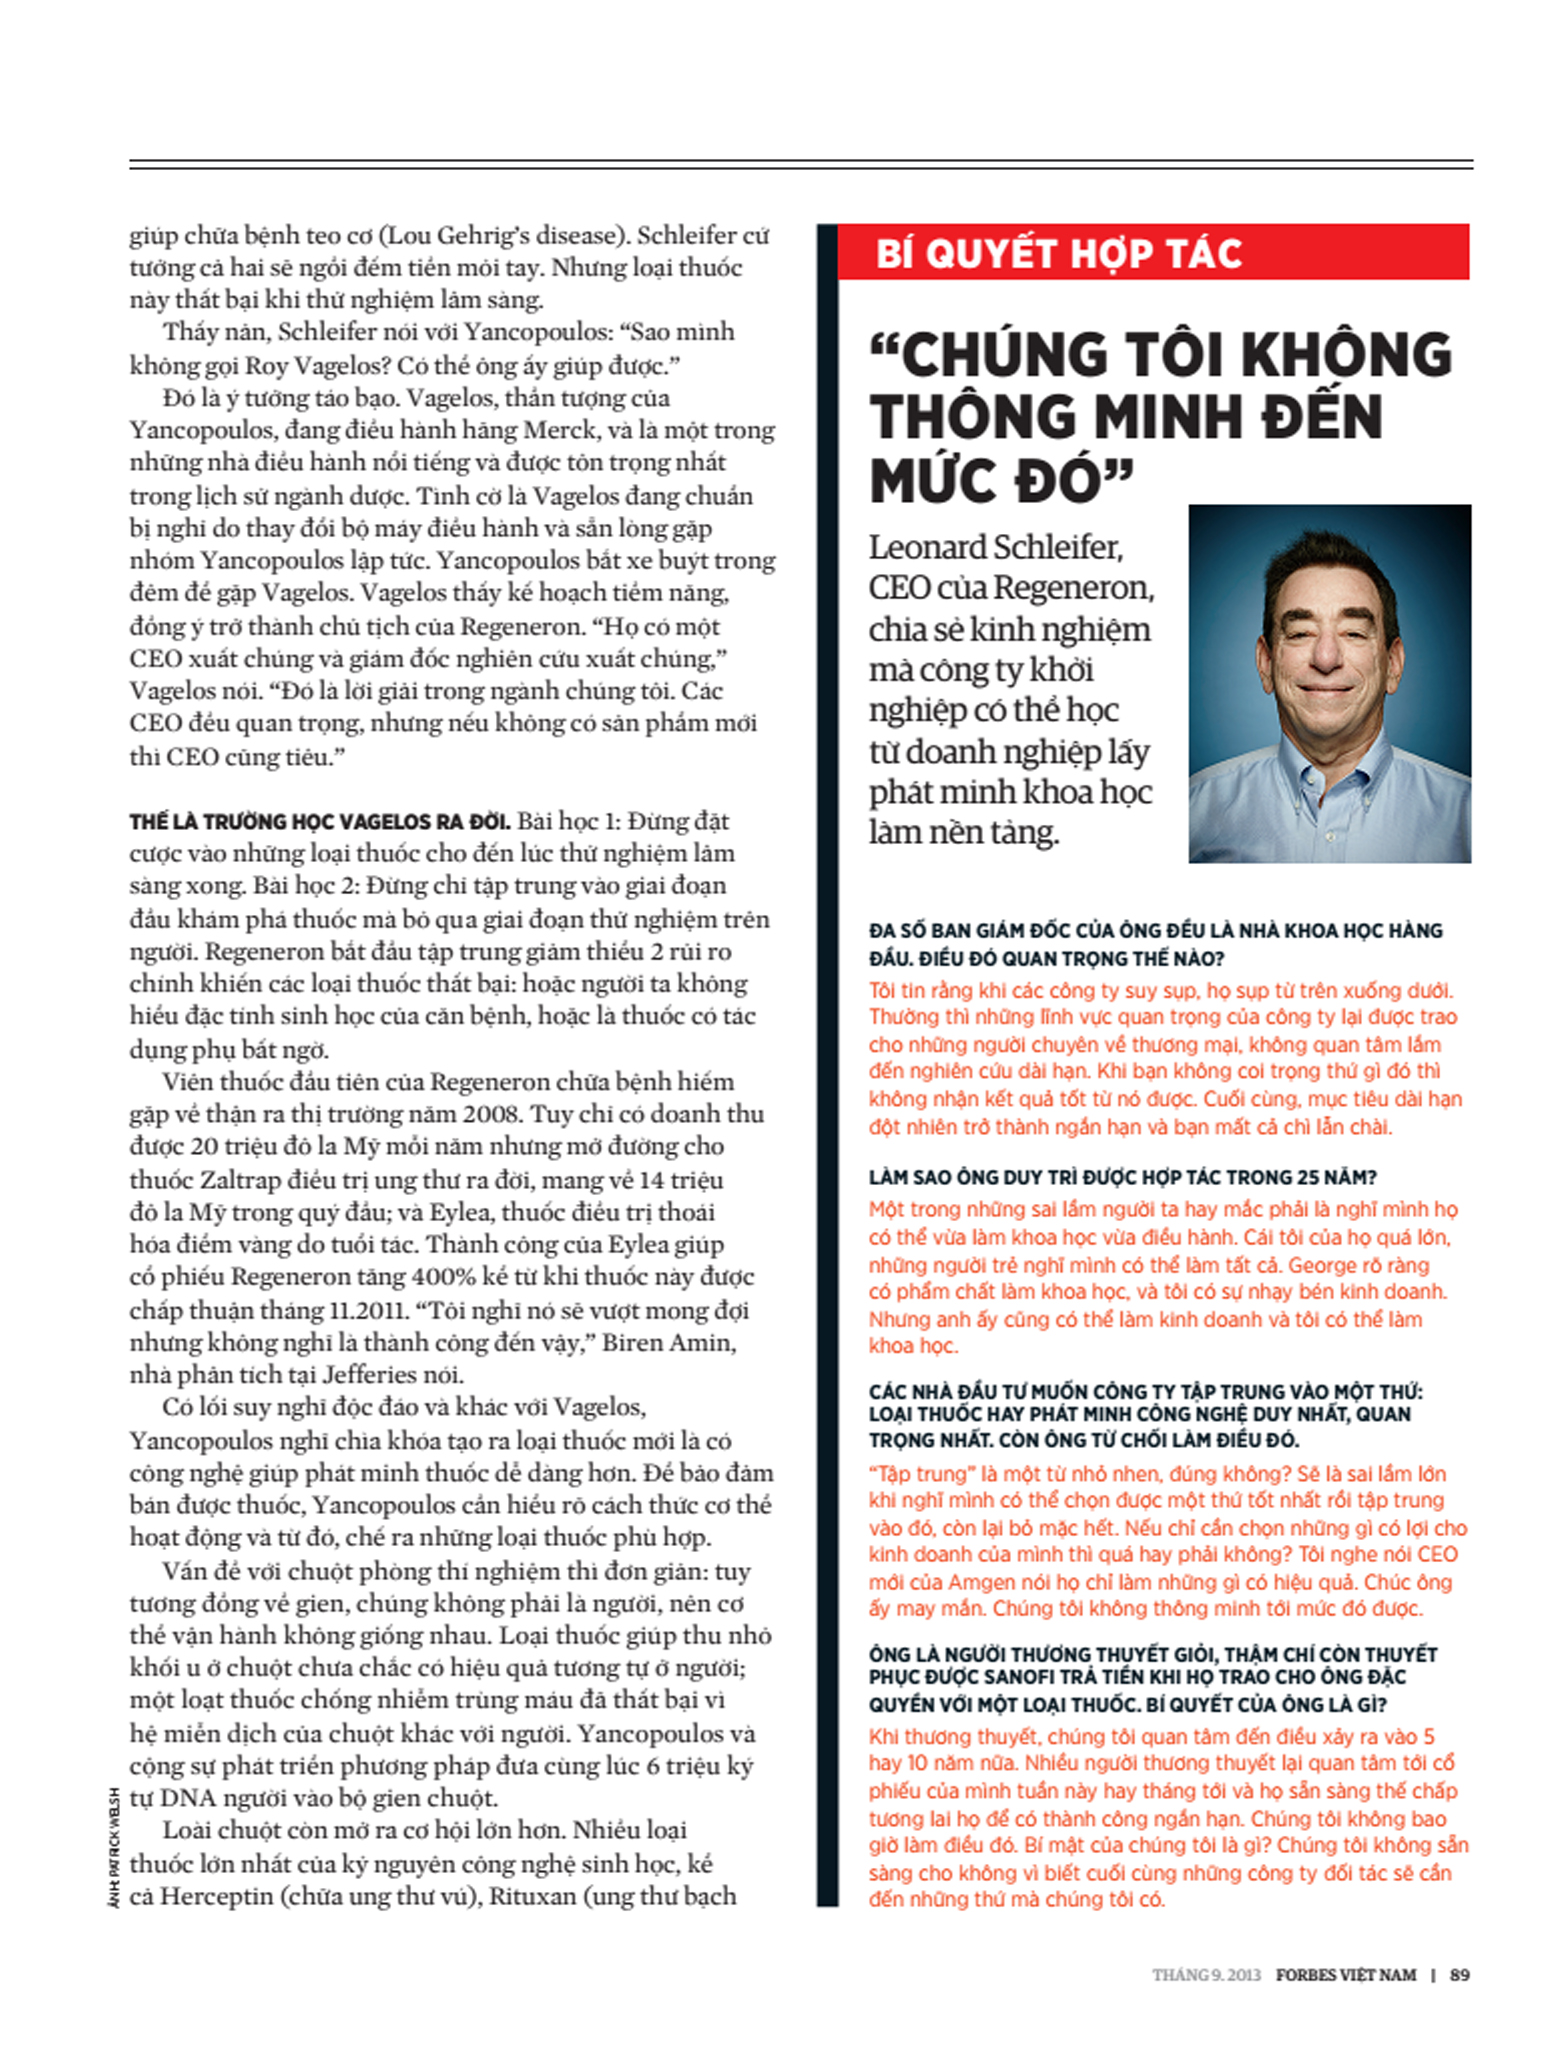 giúp chữa bệnh teo cơ (Lou Gehrig's disease). Schleifer cứ
tưởng cả hai sẽ ngồi đếm tiền mỏi tay. Nhưng loại thuốc
này thất bại khi thử nghiệm lâm sàng.
Thấy nản, Schleifer nói với Yancopoulos: “Sao mình
không gọi Roy Vagelos? Có thể ông ấy giúp được.”
Đó là ý tưởng táo bạo. Vagelos, thần tượng của
Yancopoulos, đang điều hành hãng Merck, và là một trong
những nhà điều hành nổi tiếng và được tôn trọng nhất
trong lịch sử ngành dược. Tình cờ là Vagelos đang chuẩn
bị nghỉ do thay đổi bộ máy điều hành và sẵn lòng gặp
nhóm Yancopoulos lập tức. Yancopoulos bắt xe buýt trong
đêm để gặp Vagelos. Vagelos thấy kế hoạch tiềm năng,
đồng ý trở thành chủ tịch của Regeneron. “Họ có một
CEO xuất chúng và giám đốc nghiên cứu xuất chúng,”
Vagelos nói. “Đó là lời giải trong ngành chúng tôi. Các
CEO đều quan trọng, nhưng nếu không có sản phẩm mới
thì CEO cũng tiêu.”
THẾ LÀ TRƯỜNG HỌC VAGELOS RA ĐỜI. Bài học 1: Đừng đặt
cược vào những loại thuốc cho đến lúc thử nghiệm lâm
sàng xong. Bài học 2: Đừng chỉ tập trung vào giai đoạn
đầu khám phá thuốc mà bỏ qua giai đoạn thử nghiệm trên
người. Regeneron bắt đầu tập trung giảm thiểu 2 rủi ro
chính khiến các loại thuốc thất bại: hoặc người ta không
hiểu đặc tính sinh học của căn bệnh, hoặc là thuốc có tác
dụng phụ bất ngờ.
Viên thuốc đầu tiên của Regeneron chữa bệnh hiếm
gặp về thận ra thị trường năm 2008. Tuy chỉ có doanh thu
được 20 triệu đô la Mỹ mỗi năm nhưng mở đường cho
thuốc Zaltrap điều trị ung thư ra đời, mang về 14 triệu
đô la Mỹ trong quý đầu; và Eylea, thuốc điều trị thoái
hóa điểm vàng do tuổi tác. Thành công của Eylea giúp
cổ phiếu Regeneron tăng 400% kể từ khi thuốc này được
chấp thuận tháng 11.2011. “Tôi nghĩ nó sẽ vượt mong đợi
nhưng không nghĩ là thành công đến vậy,” Biren Amin,
nhà phân tích tại Jefferies nói.
Có lối suy nghĩ độc đáo và khác với Vagelos,
Yancopoulos nghĩ chìa khóa tạo ra loại thuốc mới là có
công nghệ giúp phát minh thuốc dễ dàng hơn. Để bảo đảm
bán được thuốc, Yancopoulos cần hiểu rõ cách thức cơ thể
hoạt động và từ đó, chế ra những loại thuốc phù hợp.
Vấn đề với chuột phòng thí nghiệm thì đơn giản: tuy
tương đồng về gien, chúng không phải là người, nên cơ
thể vận hành không giống nhau. Loại thuốc giúp thu nhỏ
khối u ở chuột chưa chắc có hiệu quả tương tự ở người;
một loạt thuốc chống nhiễm trùng máu đã thất bại vì
hệ miễn dịch của chuột khác với người. Yancopoulos và
cộng sự phát triển phương pháp đưa cùng lúc 6 triệu ký
tự DNA người vào bộ gien chuột.
Loài chuột còn mở ra cơ hội lớn hơn. Nhiều loại
thuốc lớn nhất của kỷ nguyên công nghệ sinh học, kể
cả Herceptin (chữa ung thư vú), Rituxan (ung thư bạch
ẢNH: PATRICK WELSH
BÍ QUYẾT HỢP TÁC
“CHÚNG TÔI KHÔNG
THÔNG MINH ĐẾN
MỨC ĐÓ”
Leonard Schleifer,
CEO của Regeneron,
chia sẻ kinh nghiệm
mà công ty khởi
nghiệp có thể học
từ doanh nghiệp lấy
phát minh khoa học
làm nền tảng.
ĐA SỐ BAN GIÁM ĐỐC CỦA ÔNG ĐỀU LÀ NHÀ KHOA HỌC HÀNG
ĐẦU. ĐIỀU ĐÓ QUAN TRỌNG THẾ NÀO?
Tôi tin rằng khi các công ty suy sụp, họ sụp từ trên xuống dưới.
Thường thì những lĩnh vực quan trọng của công ty lại được trao
cho những người chuyên về thương mại, không quan tâm lắm
đến nghiên cứu dài hạn. Khi bạn không coi trọng thứ gì đó thì
không nhận kết quả tốt từ nó được. Cuối cùng, mục tiêu dài hạn
đột nhiên trở thành ngắn hạn và bạn mất cả chì lẫn chài.
LÀM SAO ÔNG DUY TRÌ ĐƯỢC HỢP TÁC TRONG 25 NĂM?
Một trong những sai lầm người ta hay mắc phải là nghĩ mình họ
có thể vừa làm khoa học vừa điều hành. Cái tôi của họ quá lớn,
những người trẻ nghĩ mình có thể làm tất cả. George rõ ràng
có phẩm chất làm khoa học, và tôi có sự nhạy bén kinh doanh.
Nhưng anh ấy cũng có thể làm kinh doanh và tôi có thể làm
khoa học.
CÁC NHÀ ĐẦU TƯ MUỐN CÔNG TY TẬP TRUNG VÀO MỘT THỨ:
LOẠI THUỐC HAY PHÁT MINH CÔNG NGHỆ DUY NHẤT, QUAN
TRỌNG NHẤT. CÒN ÔNG TỪ CHỐI LÀM ĐIỀU ĐÓ.
“Tập trung” là một từ nhỏ nhen, đúng không? Sẽ là sai lầm lớn
khi nghĩ mình có thể chọn được một thứ tốt nhất rồi tập trung
vào đó, còn lại bỏ mặc hết. Nếu chỉ cần chọn những gì có lợi cho
kinh doanh của mình thì quá hay phải không? Tôi nghe nói CEO
mới của Amgen nói họ chỉ làm những gì có hiệu quả. Chúc ông
ấy may mắn. Chúng tôi không thông minh tới mức đó được.
ÔNG LÀ NGƯỜI THƯƠNG THUYẾT GIỎI, THẬM CHÍ CÒN THUYẾT
PHỤC ĐƯỢC SANOFI TRẢ TIỀN KHI HỌ TRAO CHO ÔNG ĐẶC
QUYỀN VỚI MỘT LOẠI THUỐC. BÍ QUYẾT CỦA ÔNG LÀ GÌ?
Khi thương thuyết, chúng tôi quan tâm đến điều xảy ra vào 5
hay 10 năm nữa. Nhiều người thương thuyết lại quan tâm tới cổ
phiếu của mình tuần này hay tháng tới và họ sẵn sàng thế chấp
tương lai họ để có thành công ngắn hạn. Chúng tôi không bao
giờ làm điều đó. Bí mật của chúng tôi là gì? Chúng tôi không sẵn
sàng cho không vì biết cuối cùng những công ty đối tác sẽ cần
đến những thứ mà chúng tôi có.
THÁNG 9. 2013 FORBES VIỆT NAM | 89